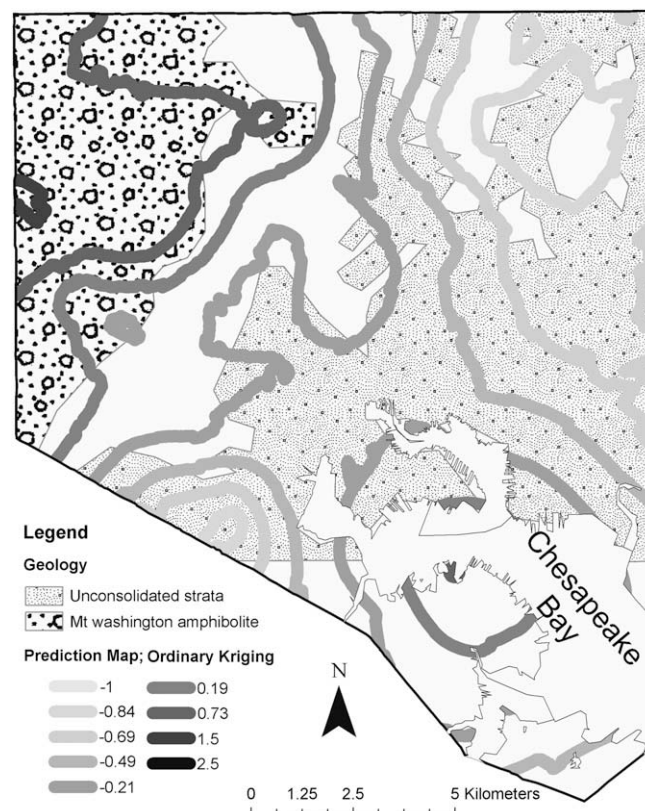 Chesapeake
Bay
Legend
Geology
Unconsolidated strata
Mt washington amphibolite
Prediction Map; Ordinary Kriging
-1 0.19
-0.84 0.73
-0.69 1.5
-0.49 2.5
-0.21
N
0 1.25 2.5 5 Kilometers